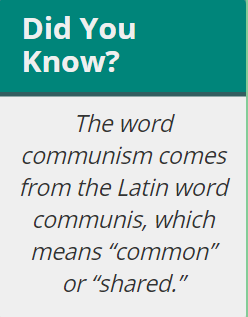 Did You
Know?
The word
communism comes
from the Latin word
communis, which
means “common”
or “shared.”